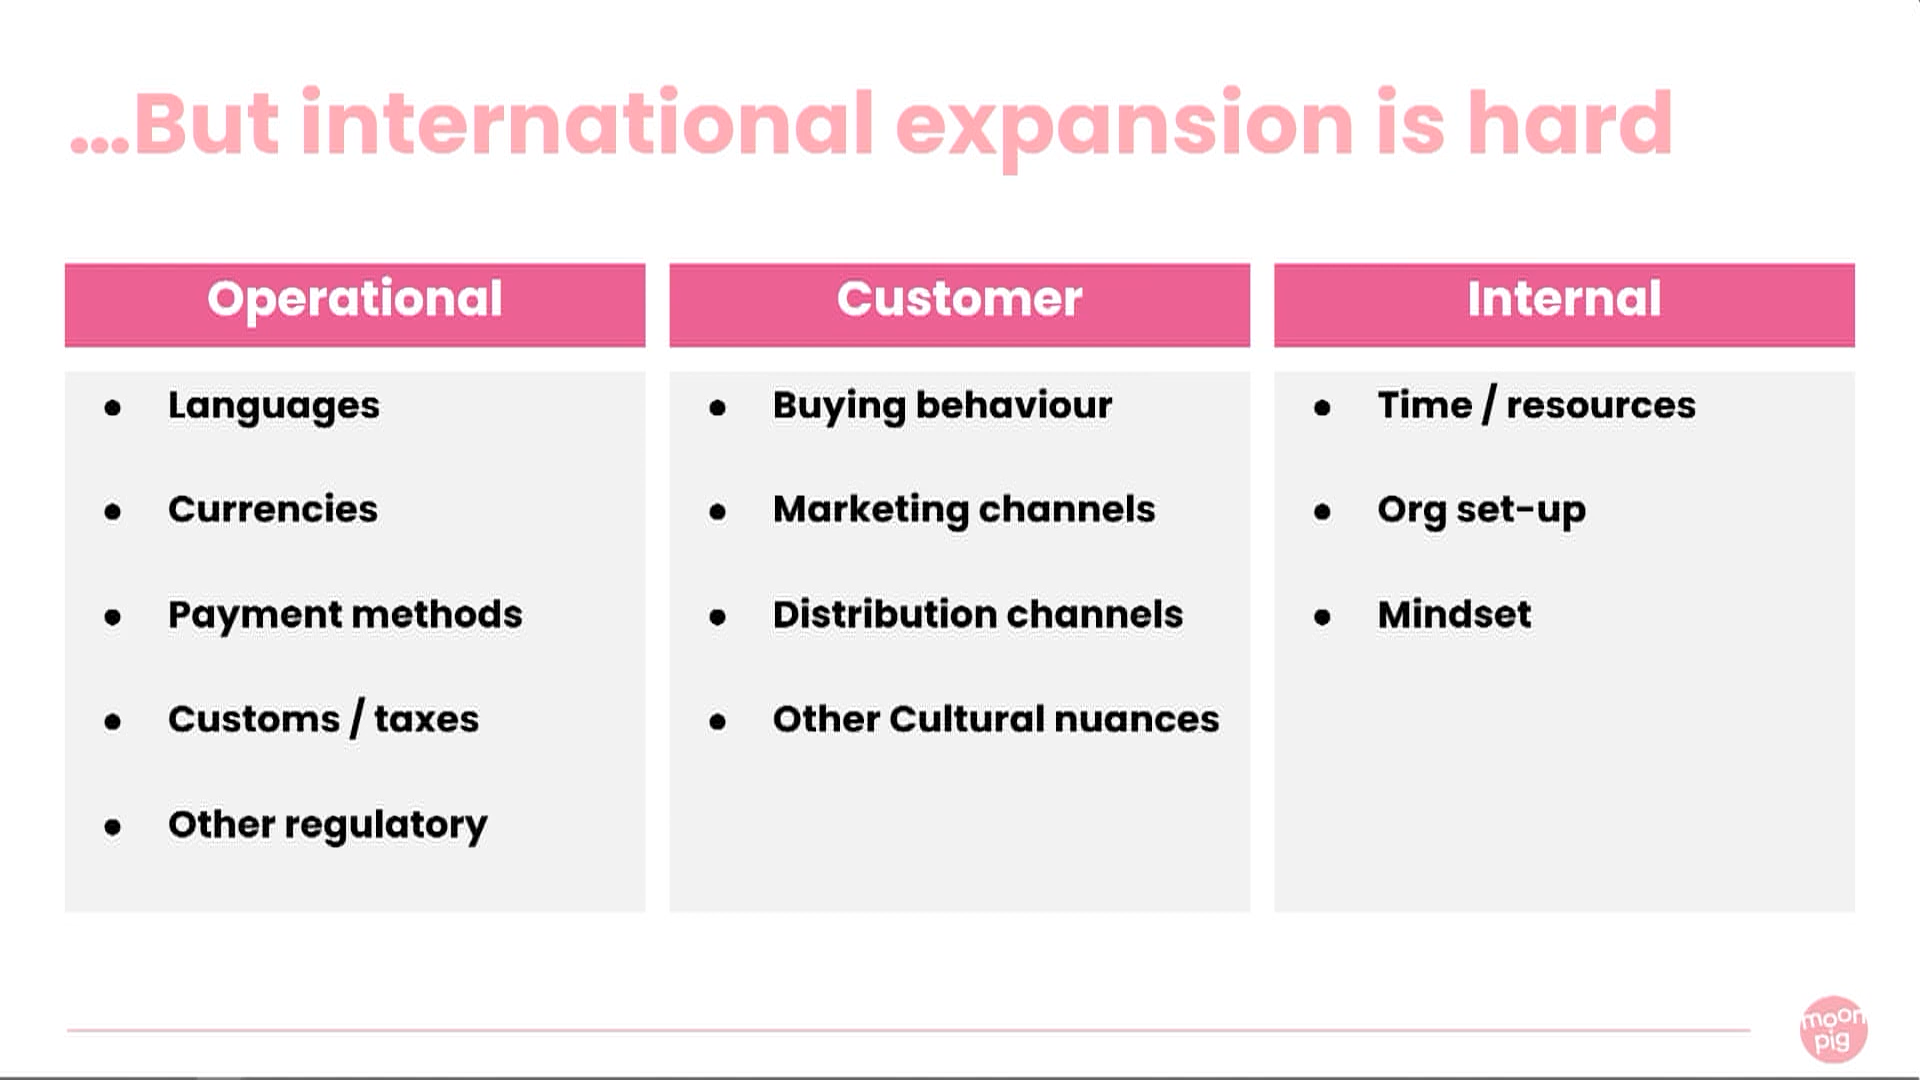 ...But international expansion is hard
Operational
• Languages
• Currencies
• Payment methods
• Customs / taxes
• Other regulatory
Customer
• Buying behaviour
• Marketing channels
• Distribution channels
• Other Cultural nuances
Internal
• Time / resources
• Org set-up
• Mindset
moon
pig